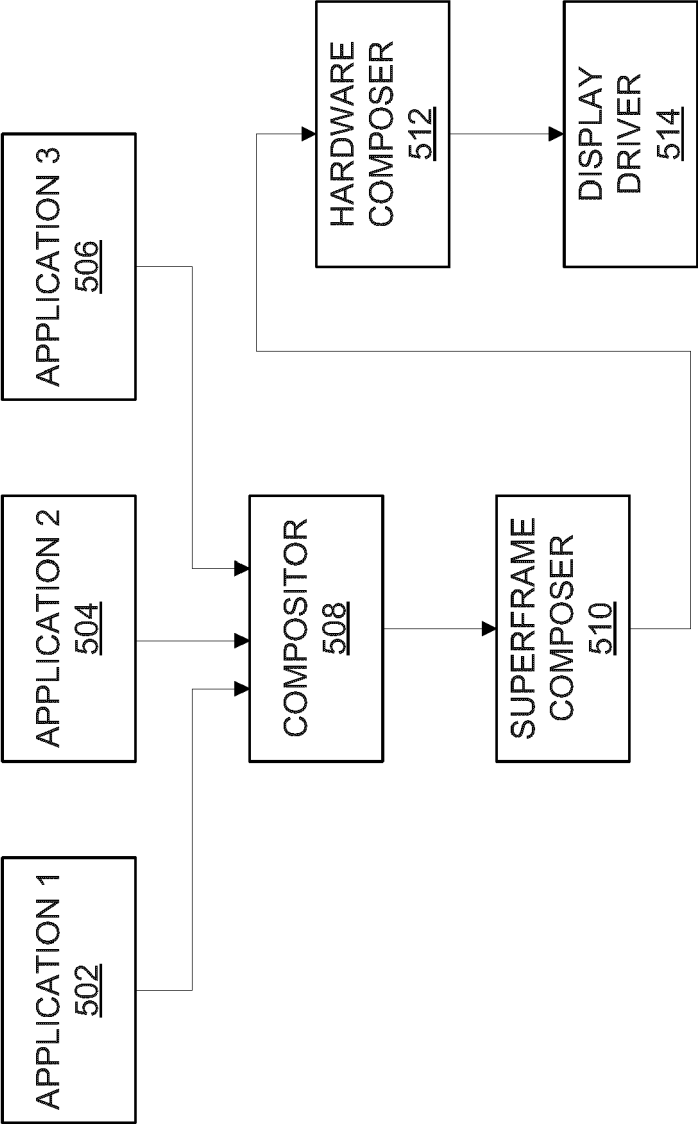 APPLICATION 1
502
APPLICATION 2
504
APPLICATION 3
506
COMPOSITOR
508
SUPERFRAME
COMPOSER
510
HARDWARE
COMPOSER
512
DISPLAY
DRIVER
514